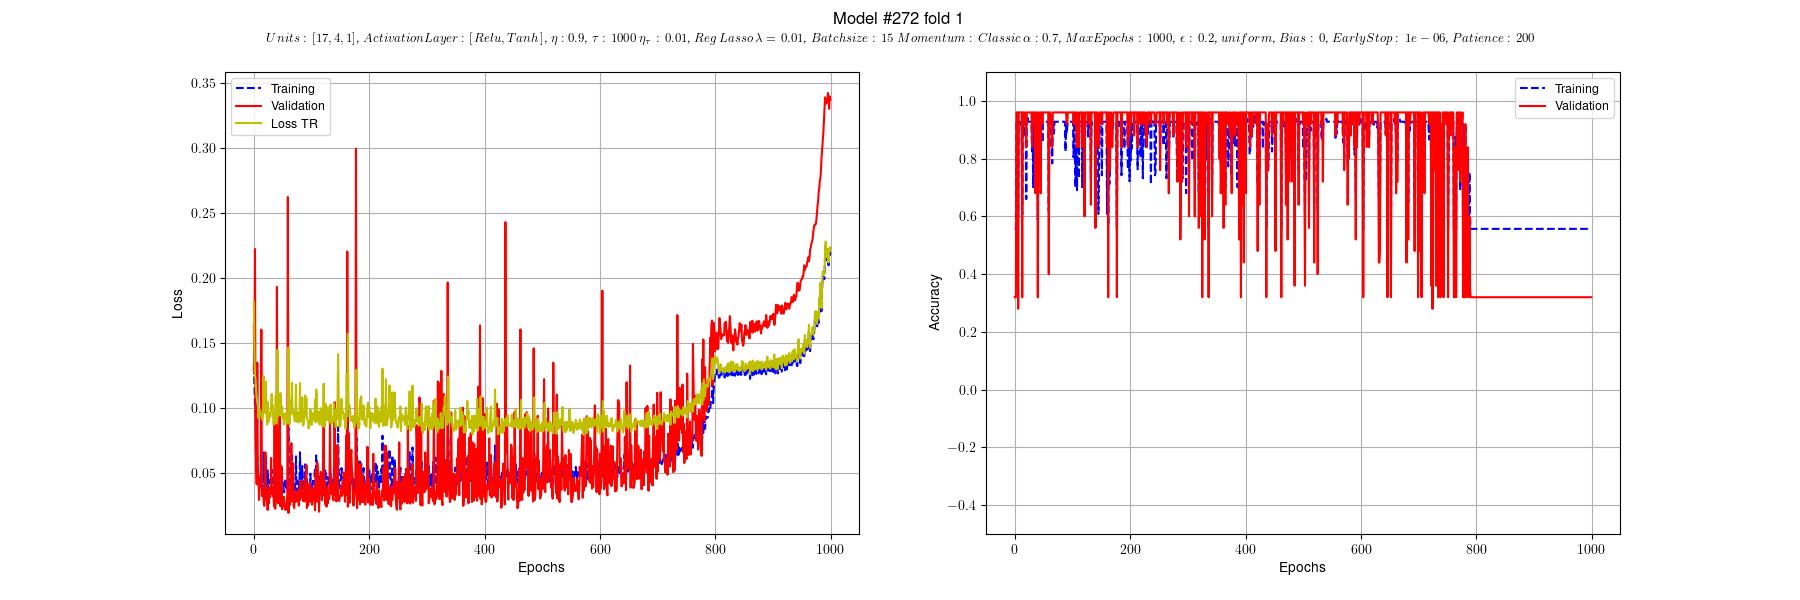 Model #272 fold 1
Units : [17, 4, 1], ActivationLayer : [Relu, Tanh], η : 0.9, τ : 1000 η_τ : 0.01, Reg Lasso λ = 0.01, Batchsize : 15 Momentum : Classic α : 0.7, MaxEpochs : 1000, ϵ : 0.2, uniform, Bias : 0, EarlyStop : 1e − 06, Patience : 200
Training
Validation
Loss TR
0.35
0.30
0.25
0.20
0.15
0.10
0.05
Loss
0 200 400 600 800 1000
Epochs
Training
Validation
1.0
0.8
0.6
0.4
0.2
0.0
−0.2
−0.4
Accuracy
0 200 400 600 800 1000
Epochs